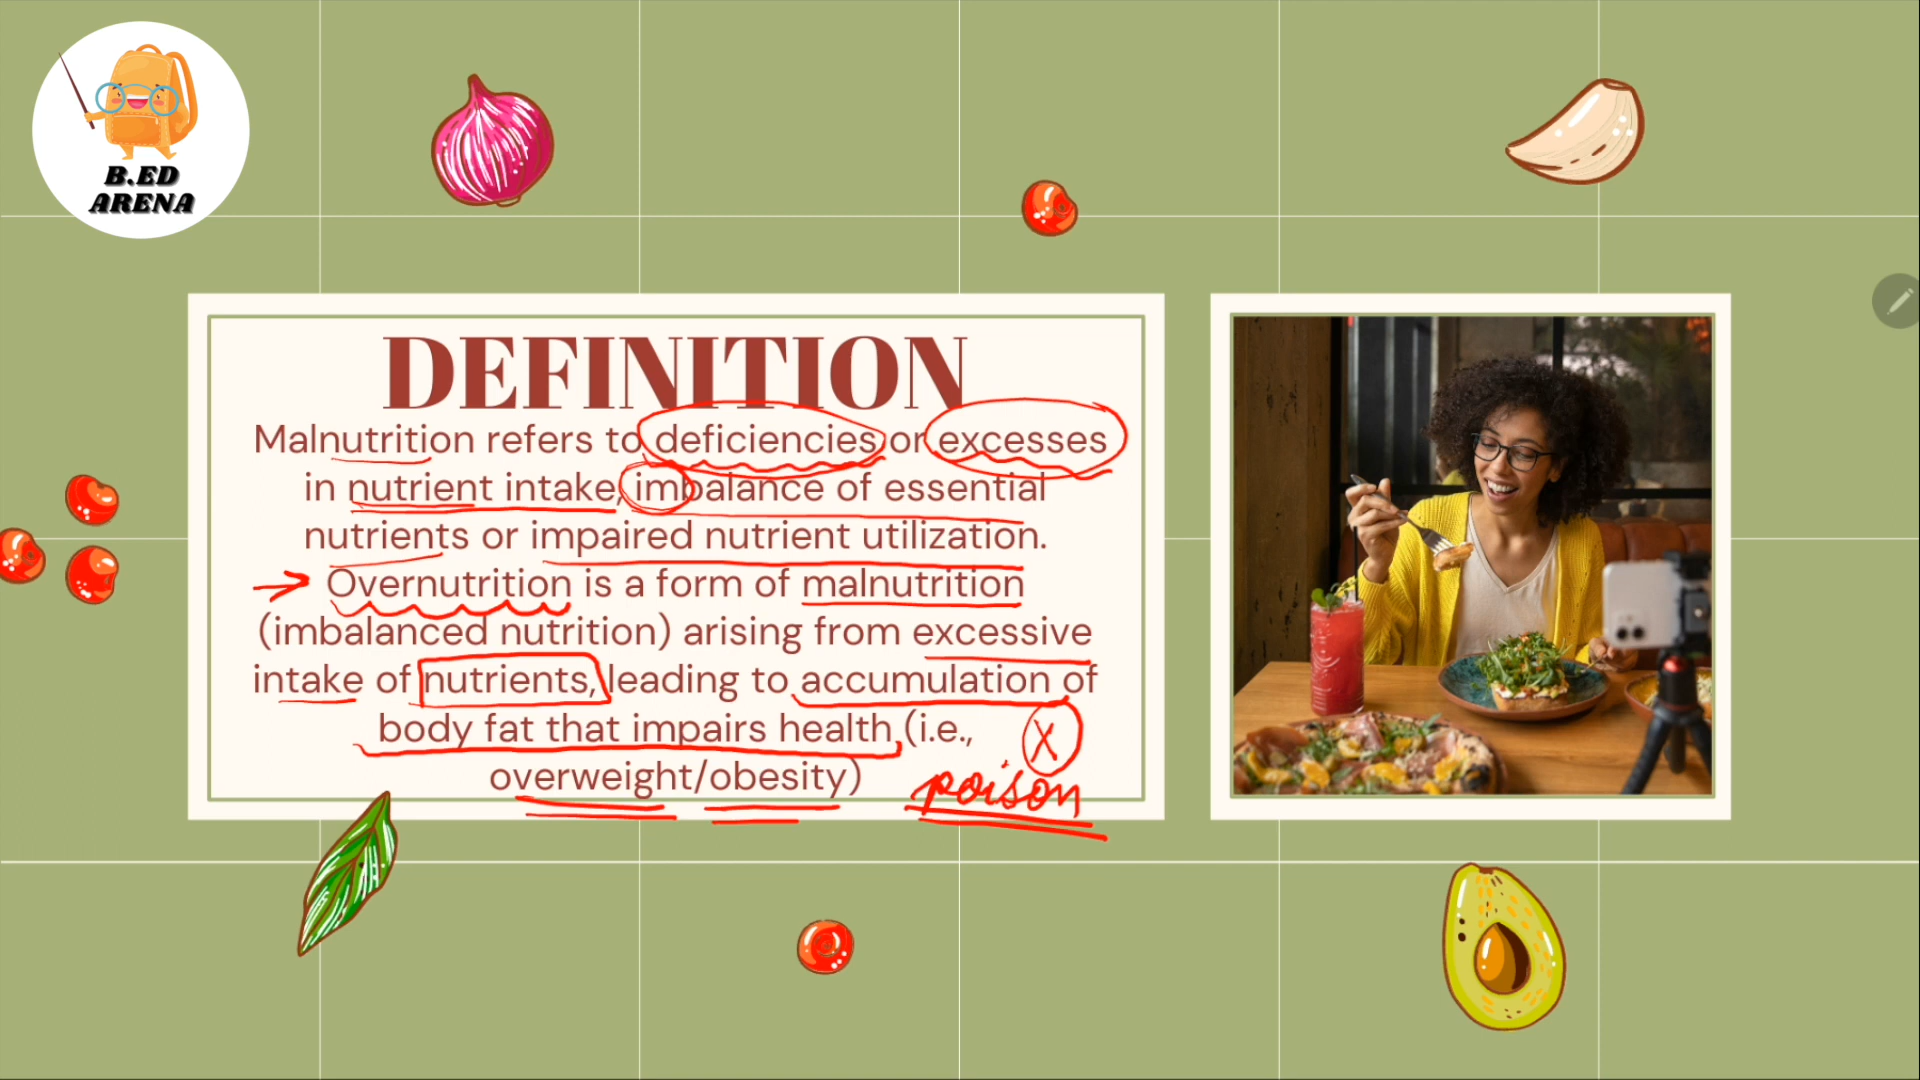 B.ED
ARENA
DEFINITION
Malnutrition refers to deficiencies or excesses
in nutrient intake, imbalance of essential
nutrients or impaired nutrient utilization.
Overnutrition is a form of malnutrition
(imbalanced nutrition) arising from excessive
intake of nutrients, leading to accumulation of
body fat that impairs health (i.e.,
overweight/obesity)
X
poison